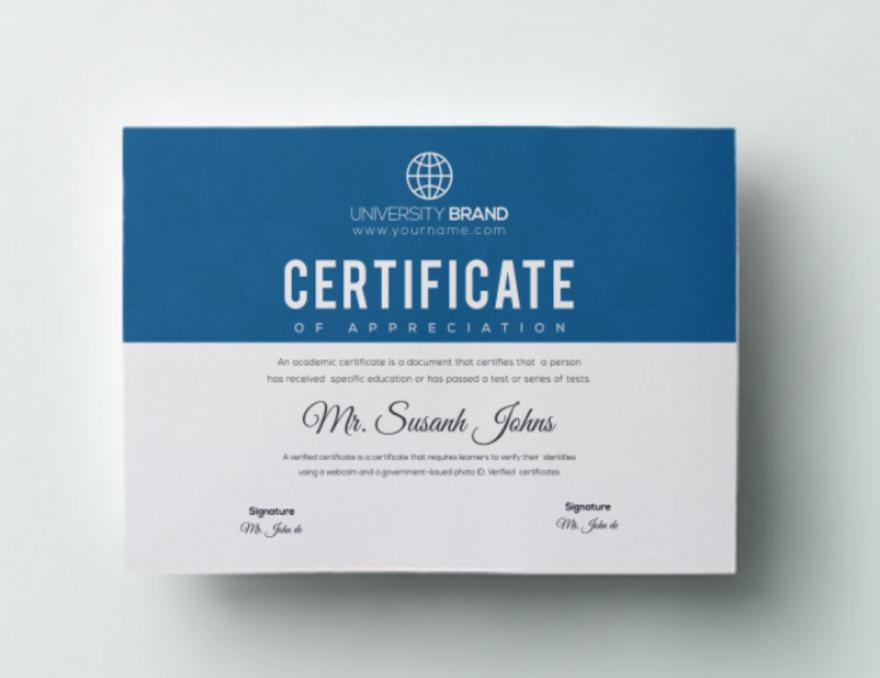 UNIVERSITY BRAND
www.yourname.com
CERTIFICATE
OF APPRECIATION
An academic certificate is a document that certifies that a person
has received specific education or has passed a test or series of tests.
Mr. Susanh Johns
A verified certificate is a certificate that requires learners to verify their identities
using a webcam and a government-issued photo ID. Verified certificates
Signature
Mr. John de
Signature
Mr. John de